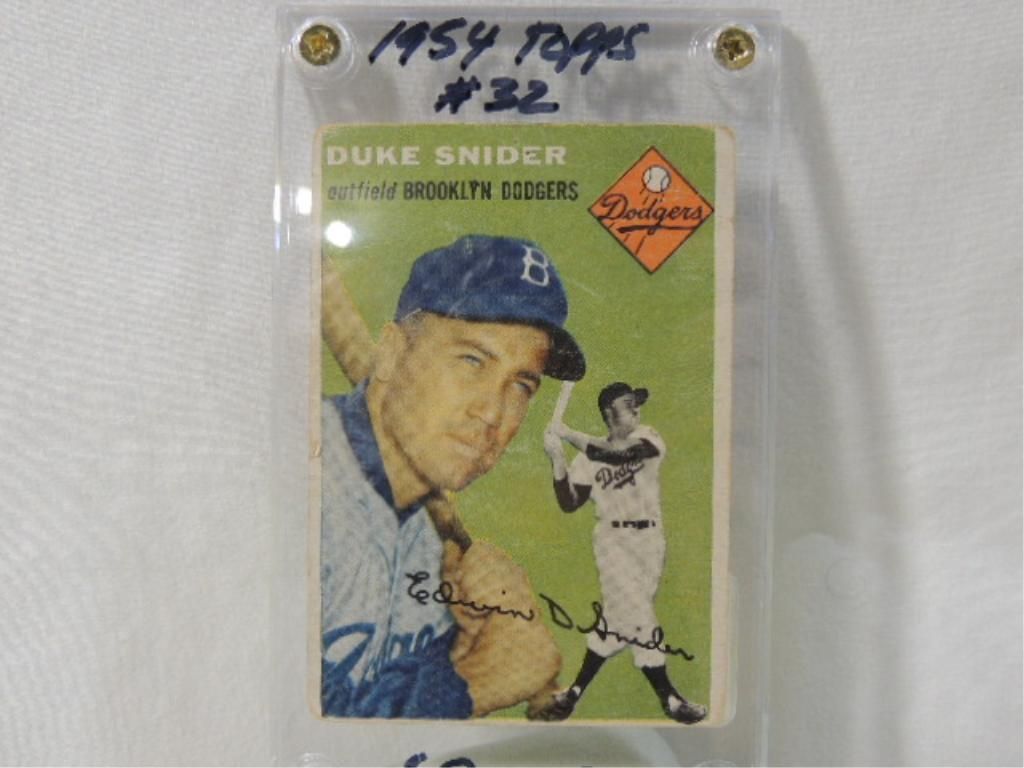 1954 Topps
#32
DUKE SNIDER
outfield BROOKLYN DODGERS
Dodgers
B
Edwin D Snider